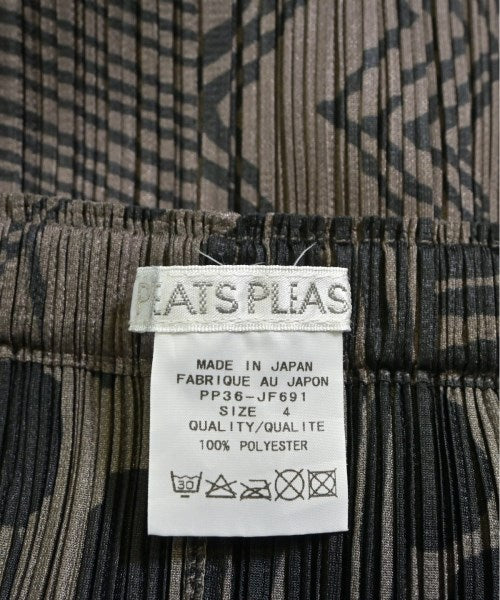 PLEATS PLEAS
MADE IN JAPAN
FABRIQUE AU JAPON
PP36-JF691
SIZE 4
QUALITY/QUALITE
100% POLYESTER
30